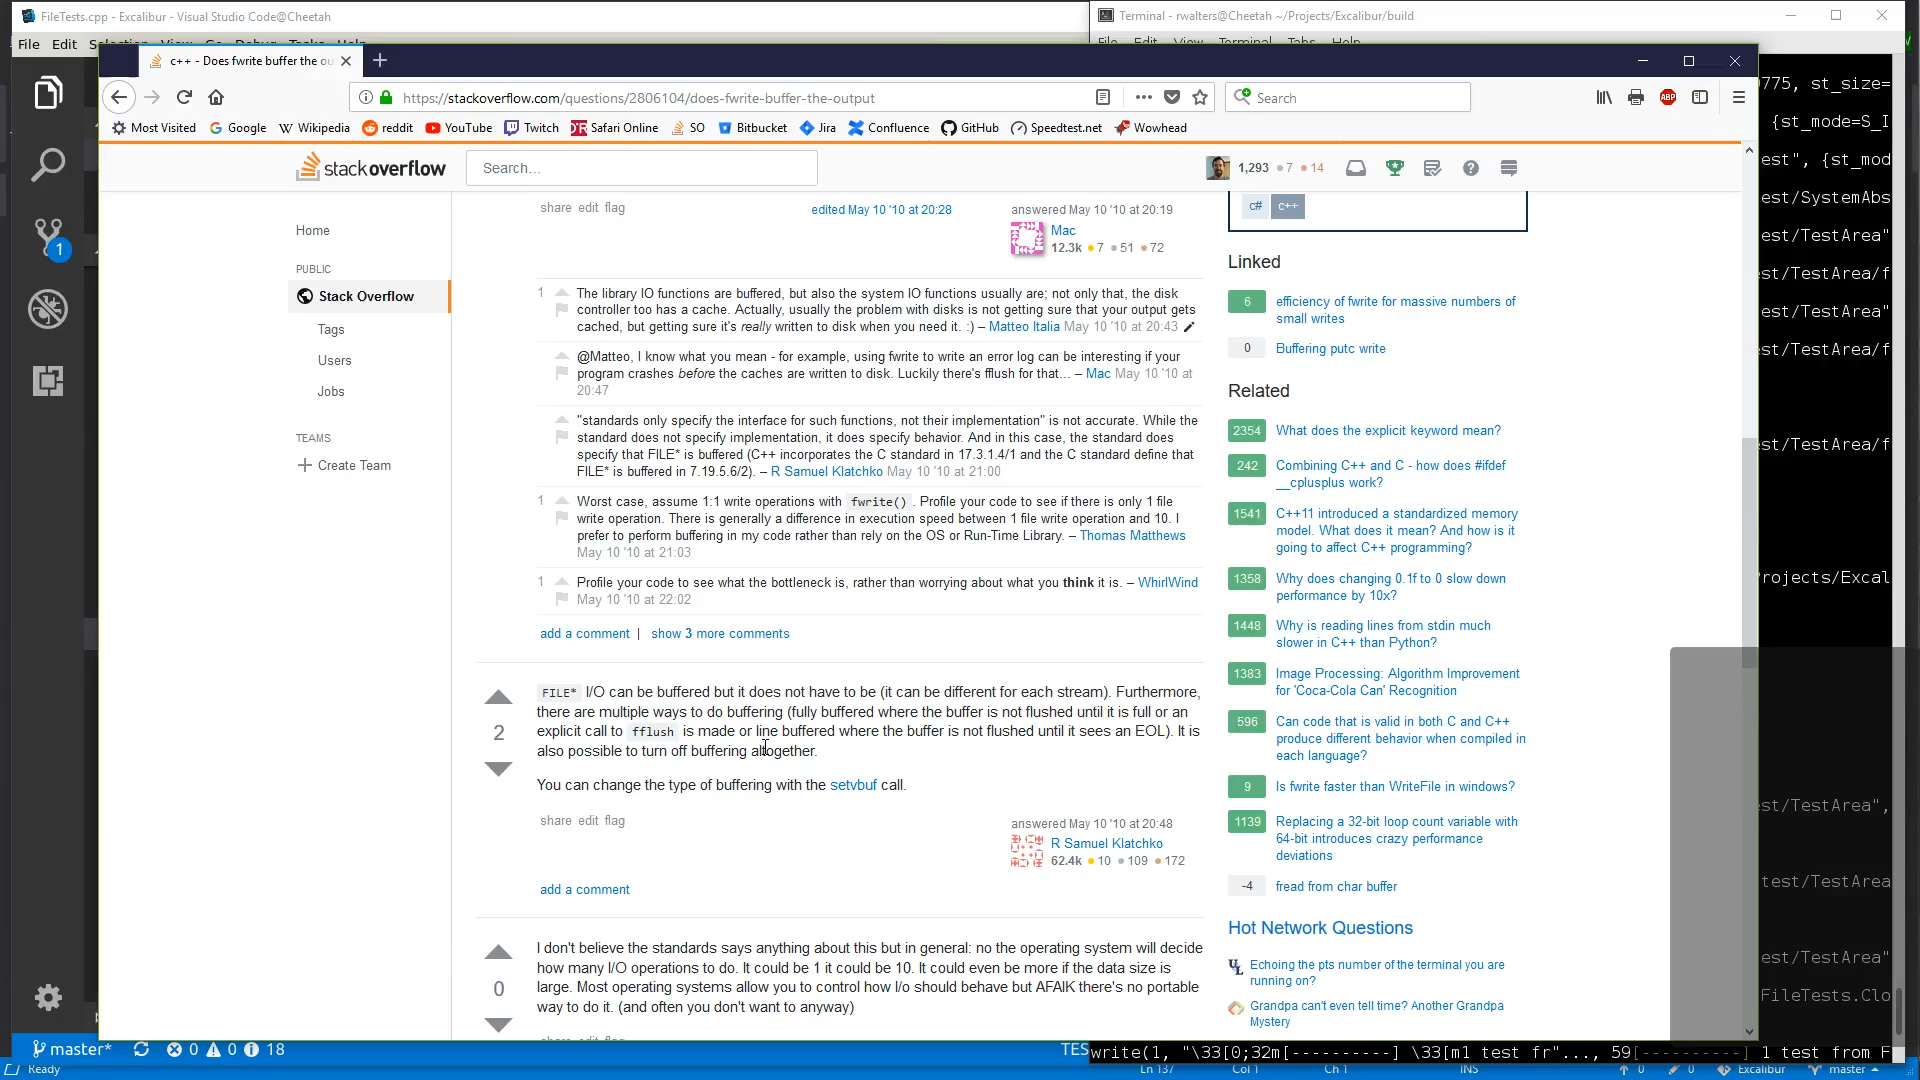 FileTests.cpp - Excalibur - Visual Studio Code@Cheetah
Terminal - rwalters@Cheetah ~/Projects/Excalibur/build
File Edit Selection View Go Debug Tasks Help
File Edit View Terminal Tabs Help
c++ - Does fwrite buffer the ou
https://stackoverflow.com/questions/2806104/does-fwrite-buffer-the-output
Search
Most Visited Google Wikipedia reddit YouTube Twitch Safari Online SO Bitbucket Jira Confluence GitHub Speedtest.net Wowhead
stackoverflow
Search...
1,293 7 14
Home
PUBLIC
Stack Overflow
Tags
Users
Jobs
TEAMS
Create Team
share edit flag
edited May 10 '10 at 20:28
answered May 10 '10 at 20:19
Mac
12.3k 7 51 72
1
The library IO functions are buffered, but also the system IO functions usually are; not only that, the disk
controller too has a cache. Actually, usually the problem with disks is not getting sure that your output gets
cached, but getting sure it's really written to disk when you need it. :) – Matteo Italia May 10 '10 at 20:43
@Matteo, I know what you mean - for example, using fwrite to write an error log can be interesting if your
program crashes before the caches are written to disk. Luckily there's fflush for that... – Mac May 10 '10 at
20:47
"standards only specify the interface for such functions, not their implementation" is not accurate. While the
standard does not specify implementation, it does specify behavior. And in this case, the standard does
specify that FILE* is buffered (C++ incorporates the C standard in 17.3.1.4/1 and the C standard define that
FILE* is buffered in 7.19.5.6/2). – R Samuel Klatchko May 10 '10 at 21:00
1
Worst case, assume 1:1 write operations with fwrite() . Profile your code to see if there is only 1 file
write operation. There is generally a difference in execution speed between 1 file write operation and 10. I
prefer to perform buffering in my code rather than rely on the OS or Run-Time Library. – Thomas Matthews
May 10 '10 at 21:03
1
Profile your code to see what the bottleneck is, rather than worrying about what you think it is. – WhirlWind
May 10 '10 at 22:02
add a comment | show 3 more comments
2
FILE* I/O can be buffered but it does not have to be (it can be different for each stream). Furthermore,
there are multiple ways to do buffering (fully buffered where the buffer is not flushed until it is full or an
explicit call to fflush is made or line buffered where the buffer is not flushed until it sees an EOL). It is
also possible to turn off buffering altogether.
You can change the type of buffering with the setvbuf call.
share edit flag
answered May 10 '10 at 20:48
R Samuel Klatchko
62.4k 10 109 172
add a comment
0
I don't believe the standards says anything about this but in general: no the operating system will decide
how many I/O operations to do. It could be 1 it could be 10. It could even be more if the data size is
large. Most operating systems allow you to control how I/o should behave but AFAIK there's no portable
way to do it. (and often you don't want to anyway)
c# c++
Linked
6 efficiency of fwrite for massive numbers of
small writes
0 Buffering putc write
Related
2354 What does the explicit keyword mean?
242 Combining C++ and C - how does #ifdef
__cplusplus work?
1541 C++11 introduced a standardized memory
model. What does it mean? And how is it
going to affect C++ programming?
1358 Why does changing 0.1f to 0 slow down
performance by 10x?
1448 Why is reading lines from stdin much
slower in C++ than Python?
1383 Image Processing: Algorithm Improvement
for 'Coca-Cola Can' Recognition
596 Can code that is valid in both C and C++
produce different behavior when compiled in
each language?
9 Is fwrite faster than WriteFile in windows?
1139 Replacing a 32-bit loop count variable with
64-bit introduces crazy performance
deviations
-4 fread from char buffer
Hot Network Questions
Echoing the pts number of the terminal you are
running on?
Grandpa can't even tell time? Another Grandpa
Mystery
775, st_size=
{st_mode=S_I
est", {st_mod
est/SystemAbs
est/TestArea"
est/TestArea/f
est/TestArea"
est/TestArea/f
est/TestArea/f
Projects/Excal
est/TestArea",
test/TestArea
est/TestArea"
FileTests.Clo
write(1, "\33[0;32m[----------] \33[m1 test fr"..., 59[----------] 1 test from F
1
master* 0 0 18
TES
Ready
Ln 137 Col 1 Ch 1 INS 0 0 Excalibur master
ABP